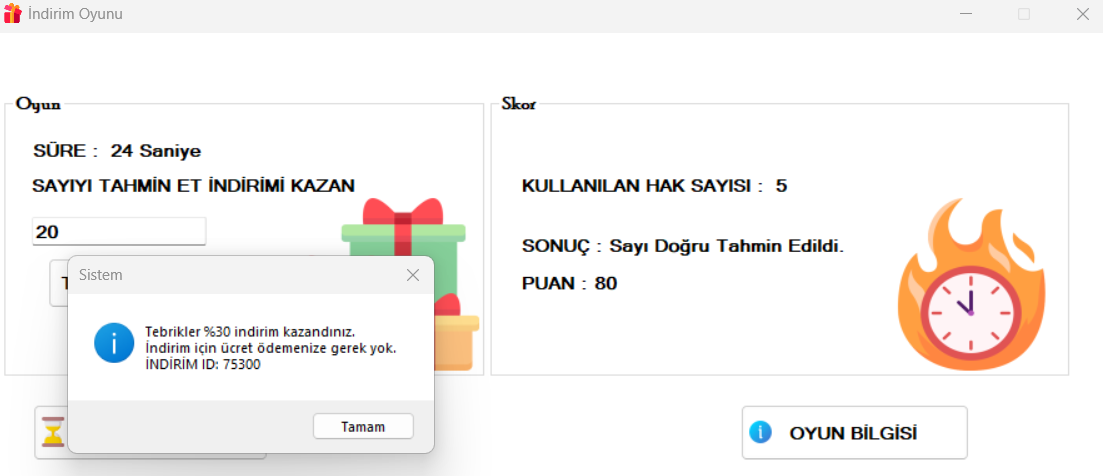 İndirim Oyunu
Oyun
SÜRE : 24 Saniye
SAYIYI TAHMİN ET İNDİRİMİ KAZAN
20
Sistem
Tebrikler %30 indirim kazandınız.
İndirim için ücret ödemenize gerek yok.
İNDİRİM ID: 75300
Tamam
Skor
KULLANILAN HAK SAYISI : 5
SONUÇ : Sayı Doğru Tahmin Edildi.
PUAN : 80
OYUN BİLGİSİ